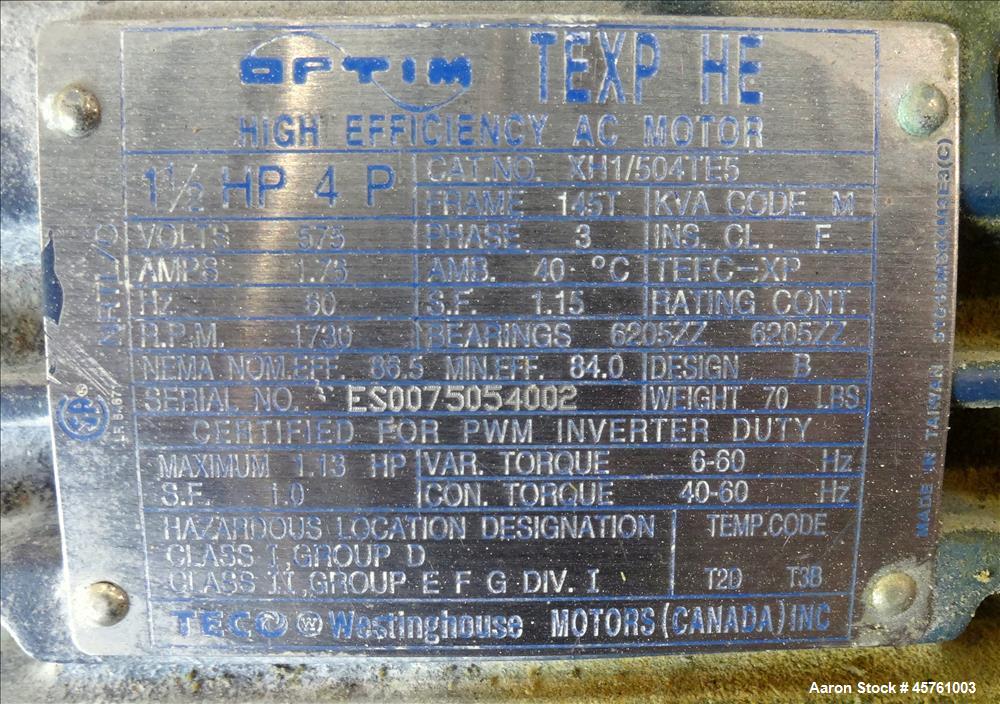 OPTIM TEXP HE
HIGH EFFICIENCY AC MOTOR
1 1/2 HP 4 P
CAT.NO. XH1/504TE5
FRAME 145T KVA CODE M
VOLTS 575 PHASE 3 INS. CL. F
AMPS AMB. 40 °C TEFC-XP
Hz 60 S.F. 1.15 RATING CONT.
R.P.M. 1730 BEARINGS 6205ZZ 6205ZZ
NEMA NOM.EFF. 86.5 MIN.EFF. 84.0 DESIGN B
SERIAL NO. ES0075054002 WEIGHT 70 LBS
CERTIFIED FOR PWM INVERTER DUTY
MAXIMUM 1.13 HP VAR. TORQUE 6-60 Hz
S.F. 1.0 CON. TORQUE 40-60 Hz
HAZARDOUS LOCATION DESIGNATION TEMP.CODE
CLASS I,GROUP D
CLASS II,GROUP E F G DIV. I T2D T3B
TECO W Westinghouse MOTORS(CANADA)INC
NRTL/C
MADE IN TAIWAN
Aaron Stock # 45761003